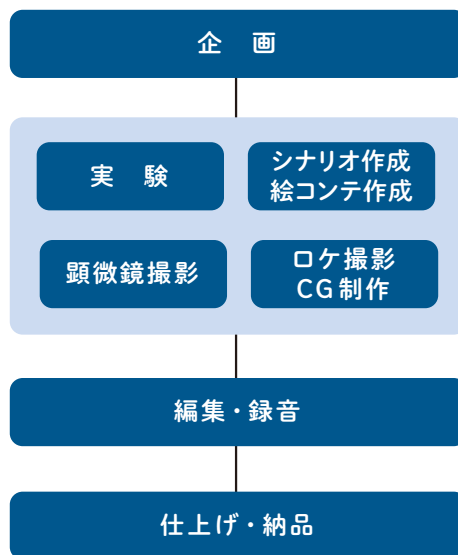 企　画
実　験
シナリオ作成
絵コンテ作成
顕微鏡撮影
ロケ撮影
CG制作
編集・録音
仕上げ・納品